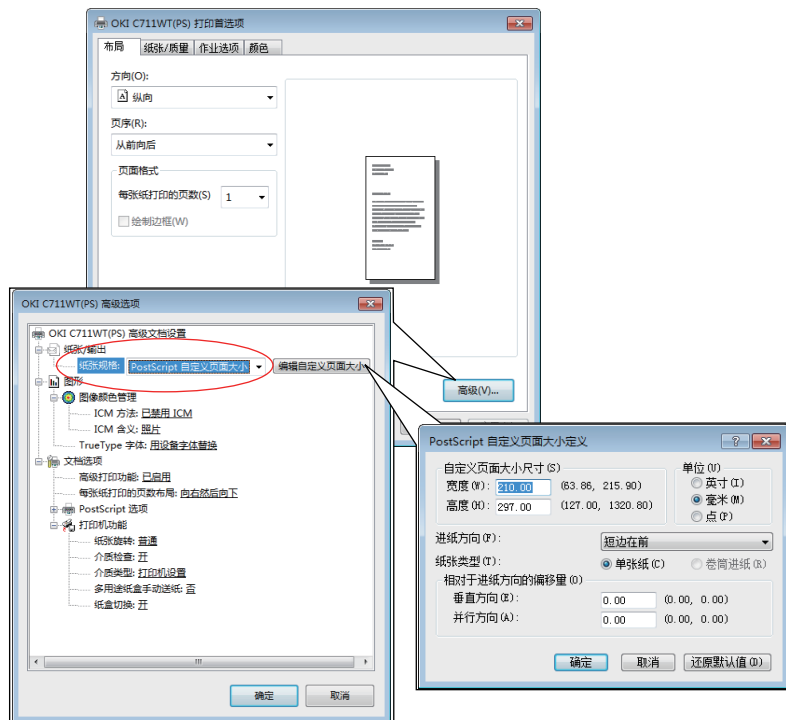 OKI C711WT(PS) 打印首选项
布局 纸张/质量 作业选项 颜色
方向(O):
纵向
页序(R):
从前向后
页面格式
每张纸打印的页数(S) 1
绘制边框(W)
高级(V)...
OKI C711WT(PS) 高级选项
OKI C711WT(PS) 高级文档设置
纸张/输出
纸张规格: PostScript 自定义页面大小 编辑自定义页面大小
图形
图像颜色管理
ICM 方法: 已禁用 ICM
ICM 含义: 照片
TrueType 字体: 用设备字体替换
文档选项
高级打印功能: 已启用
每张纸打印的页数布局: 向右然后向下
PostScript 选项
打印机功能
纸张旋转: 普通
介质检查: 开
介质类型: 打印机设置
多用途纸盒手动送纸: 否
纸盒切换: 开
确定 取消
PostScript 自定义页面大小定义
自定义页面大小尺寸(S) 单位(U)
宽度(W): 210.00 (63.86, 215.90) 英寸(I)
高度(H): 297.00 (127.00, 1320.80) 毫米(M)
点(P)
进纸方向(F): 短边在前
纸张类型(T): 单张纸(C) 卷筒进纸(R)
相对于进纸方向的偏移量(O)
垂直方向(E): 0.00 (0.00, 0.00)
并行方向(A): 0.00 (0.00, 0.00)
确定 取消 还原默认值(D)